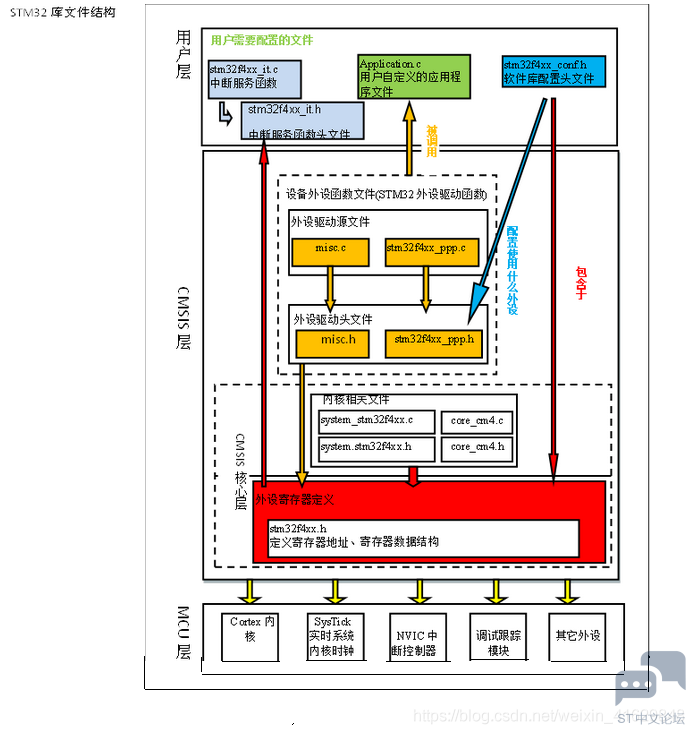 STM32 库文件结构
用户层
用户需要配置的文件
stm32f4xx_it.c
中断服务函数
stm32f4xx_it.h
中断服务函数头文件
Application.c
用户自定义的应用程
序文件
stm32f4xx_conf.h
软件库配置头文件
被调用
CMSIS 层
设备外设函数文件(STM32 外设驱动函数)
外设驱动源文件
misc.c
stm32f4xx_ppp.c
外设驱动头文件
misc.h
stm32f4xx_ppp.h
配置使用什么外设
包含于
CMSIS 核心层
内核相关文件
system_stm32f4xx.c
core_cm4.c
system.stm32f4xx.h
core_cm4.h
外设寄存器定义
stm32f4xx.h
定义寄存器地址、寄存器数据结构
MCU 层
Cortex 内
核
SysTick
实时系统
内核时钟
NVIC 中
断控制器
调试跟踪
模块
其它外设
ST中文论坛